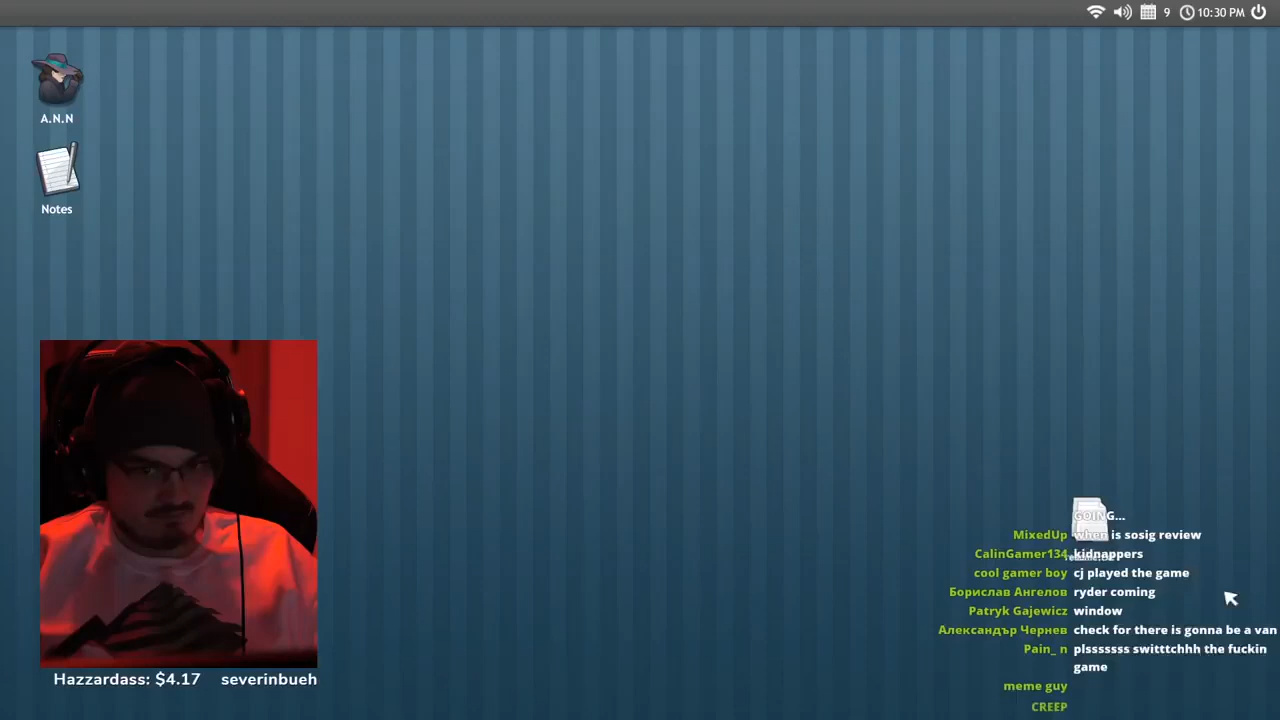 9 10:30 PM
A.N.N
Notes
GOING...
MixedUp when is sosig review
CalinGamer134 kidnappers
cool gamer boy cj played the game
Борислав Ангелов ryder coming
Patryk Gajewicz window
Александър Чернев check for there is gonna be a van
Pain_ n plsssssss switttchhh the fuckin
game
meme guy
CREEP
Hazzardass: $4.17 severinbueh